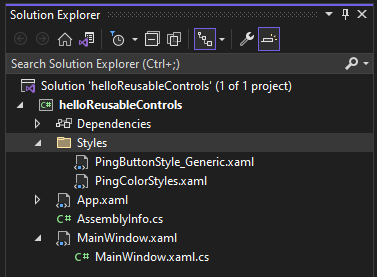 Solution Explorer
Search Solution Explorer (Ctrl+;)
Solution 'helloReusableControls' (1 of 1 project)
C# helloReusableControls
Dependencies
Styles
PingButtonStyle_Generic.xaml
PingColorStyles.xaml
App.xaml
C# AssemblyInfo.cs
MainWindow.xaml
C# MainWindow.xaml.cs